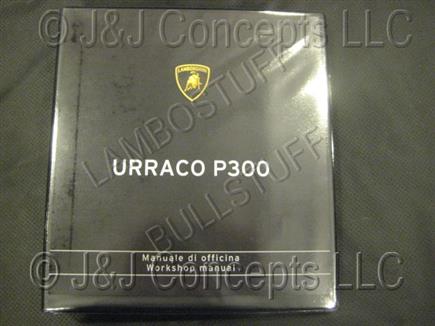 © J&J Concepts LLC
LAMBORGHINI
LAMBOSTUFF
URRACO P300
BULLSTUFF
Manuale di officina
Workshop manual
© J&J Concepts LLC